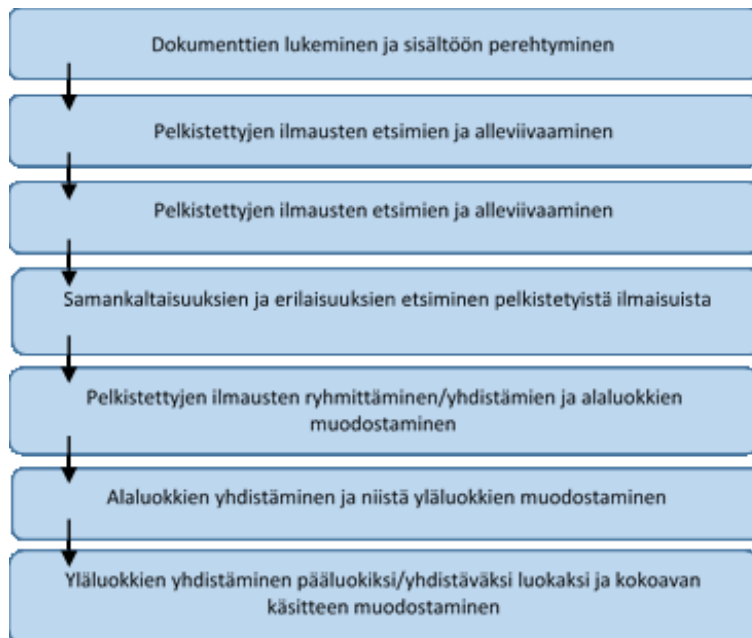 Dokumenttien lukeminen ja sisältöön perehtyminen
Pelkistettyjen ilmausten etsimien ja alleviivaaminen
Pelkistettyjen ilmausten etsimien ja alleviivaaminen
Samankaltaisuuksien ja erilaisuuksien etsiminen pelkistetyistä ilmaisuista
Pelkistettyjen ilmausten ryhmittäminen/yhdistämien ja alaluokkien
muodostaminen
Alaluokkien yhdistäminen ja niistä yläluokkien muodostaminen
Yläluokkien yhdistäminen pääluokiksi/yhdistäväksi luokaksi ja kokoavan
käsitteen muodostaminen